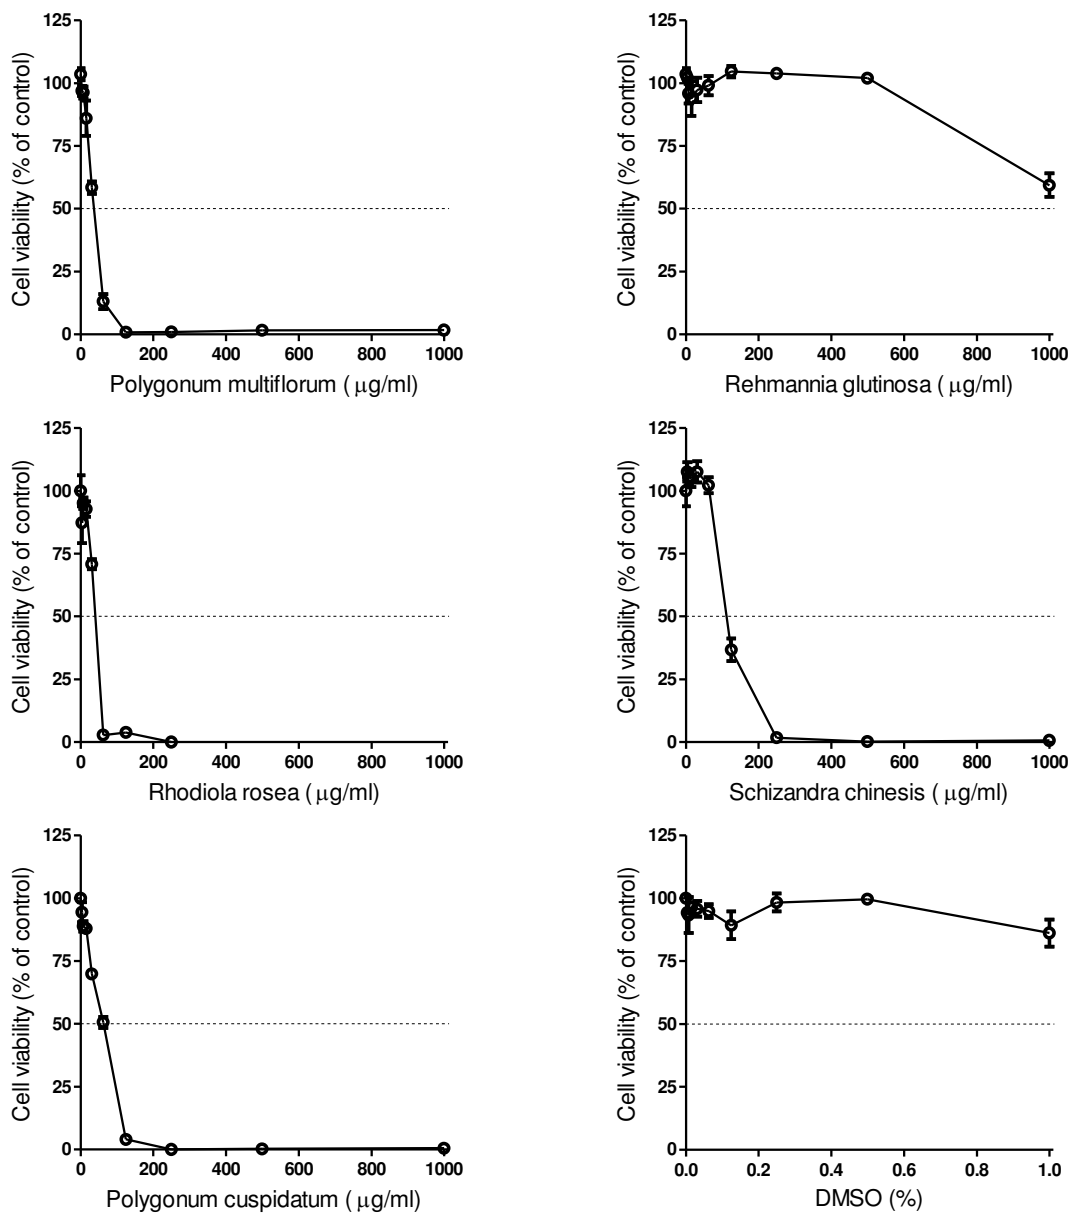 125
100
75
50
25
0
Cell viability (% of control)
0 200 400 600 800 1000
Polygonum multiflorum ( μg/ml)
125
100
75
50
25
0
Cell viability (% of control)
0 200 400 600 800 1000
Rehmannia glutinosa ( μg/ml)
125
100
75
50
25
0
Cell viability (% of control)
0 200 400 600 800 1000
Rhodiola rosea ( μg/ml)
125
100
75
50
25
0
Cell viability (% of control)
0 200 400 600 800 1000
Schizandra chinesis ( μg/ml)
125
100
75
50
25
0
Cell viability (% of control)
0 200 400 600 800 1000
Polygonum cuspidatum ( μg/ml)
125
100
75
50
25
0
Cell viability (% of control)
0.0 0.2 0.4 0.6 0.8 1.0
DMSO (%)